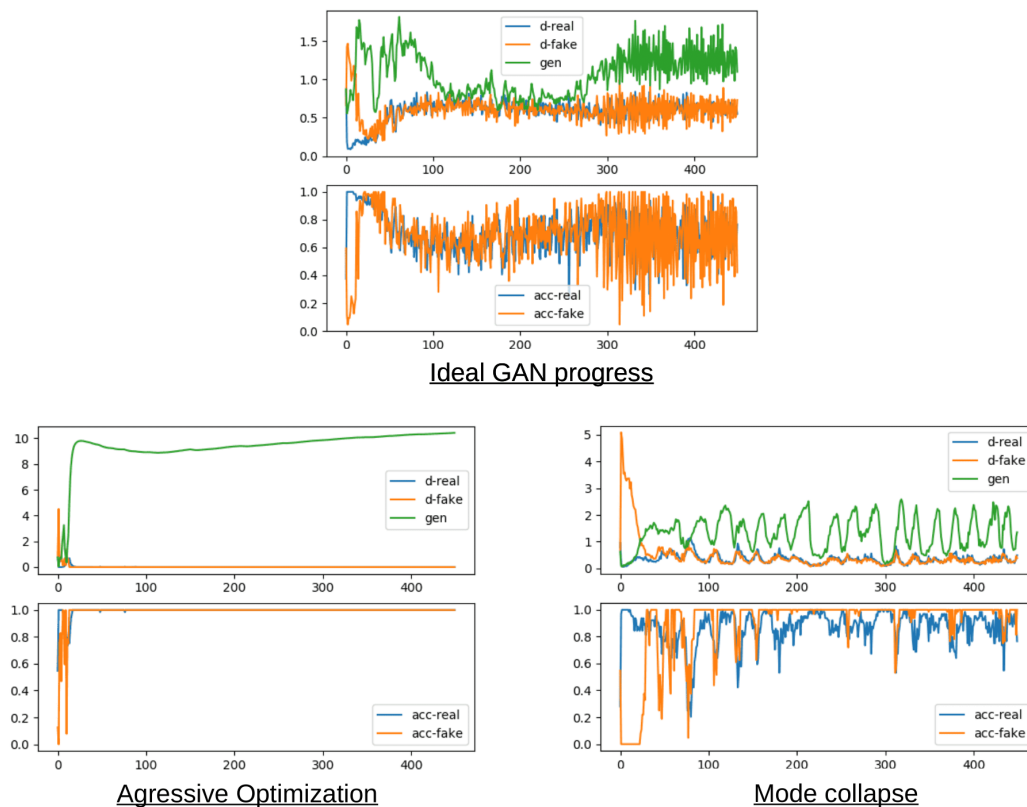 1.5
1.0
0.5
0.0
d-real
d-fake
gen
0 100 200 300 400
1.0
0.8
0.6
0.4
0.2
0.0
acc-real
acc-fake
0 100 200 300 400
Ideal GAN progress
10
8
6
4
2
0
d-real
d-fake
gen
0 100 200 300 400
1.0
0.8
0.6
0.4
0.2
0.0
acc-real
acc-fake
0 100 200 300 400
Agressive Optimization
5
4
3
2
1
0
d-real
d-fake
gen
0 100 200 300 400
1.0
0.8
0.6
0.4
0.2
0.0
acc-real
acc-fake
0 100 200 300 400
Mode collapse